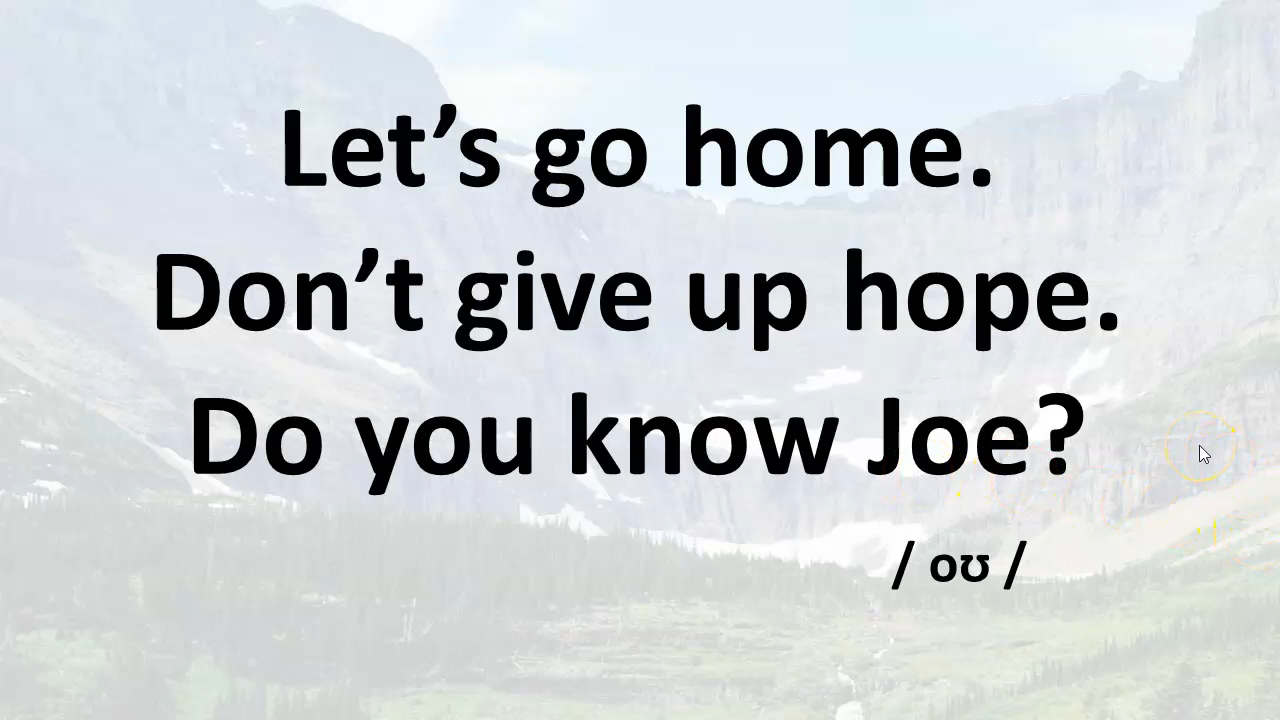 Let’s go home.
Don’t give up hope.
Do you know Joe?
/ oʊ /